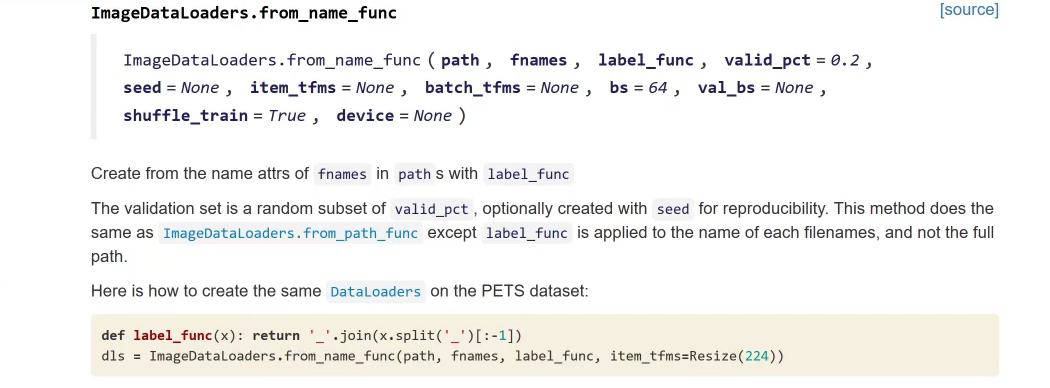 ImageDataLoaders.from_name_func [source]
ImageDataLoaders.from_name_func ( path , fnames , label_func , valid_pct = 0.2 ,
seed = None , item_tfms = None , batch_tfms = None , bs = 64 , val_bs = None ,
shuffle_train = True , device = None )
Create from the name attrs of fnames in path s with label_func
The validation set is a random subset of valid_pct , optionally created with seed for reproducibility. This method does the
same as ImageDataLoaders.from_path_func except label_func is applied to the name of each filenames, and not the full
path.
Here is how to create the same DataLoaders on the PETS dataset:
def label_func(x): return '_'.join(x.split('_')[:-1])
dls = ImageDataLoaders.from_name_func(path, fnames, label_func, item_tfms=Resize(224))